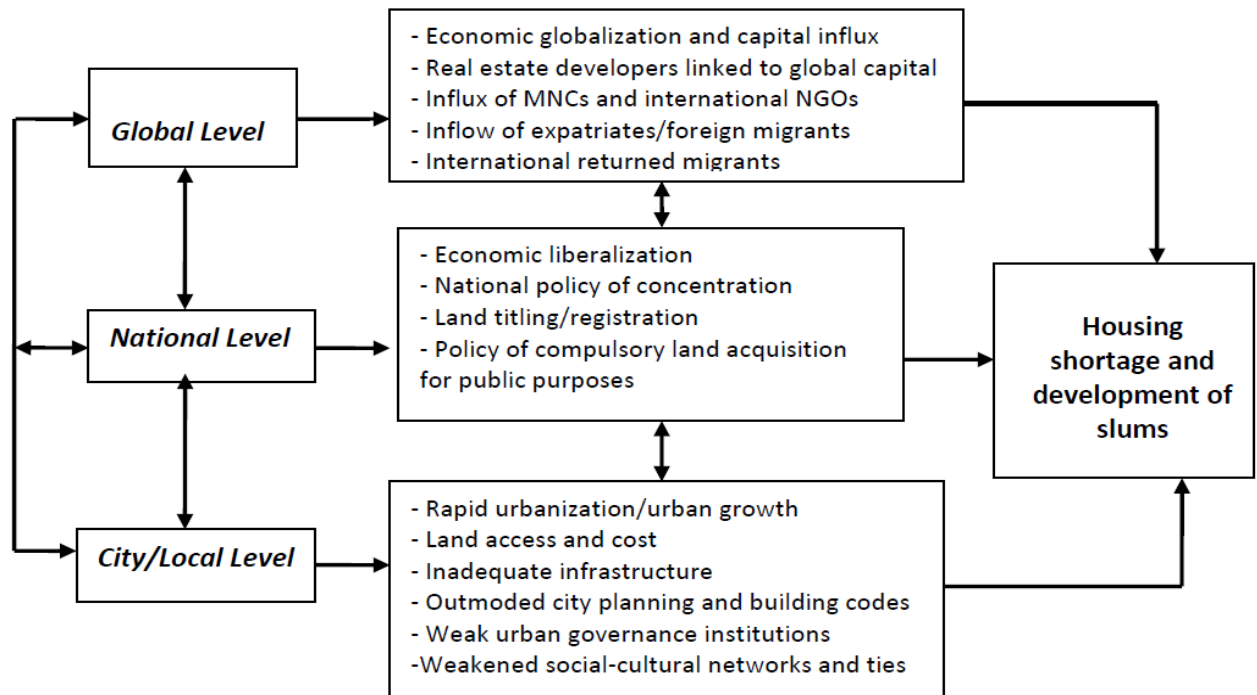 Global Level
- Economic globalization and capital influx
- Real estate developers linked to global capital
- Influx of MNCs and international NGOs
- Inflow of expatriates/foreign migrants
- International returned migrants
National Level
- Economic liberalization
- National policy of concentration
- Land titling/registration
- Policy of compulsory land acquisition
for public purposes
City/Local Level
- Rapid urbanization/urban growth
- Land access and cost
- Inadequate infrastructure
- Outmoded city planning and building codes
- Weak urban governance institutions
-Weakened social-cultural networks and ties
Housing
shortage and
development of
slums